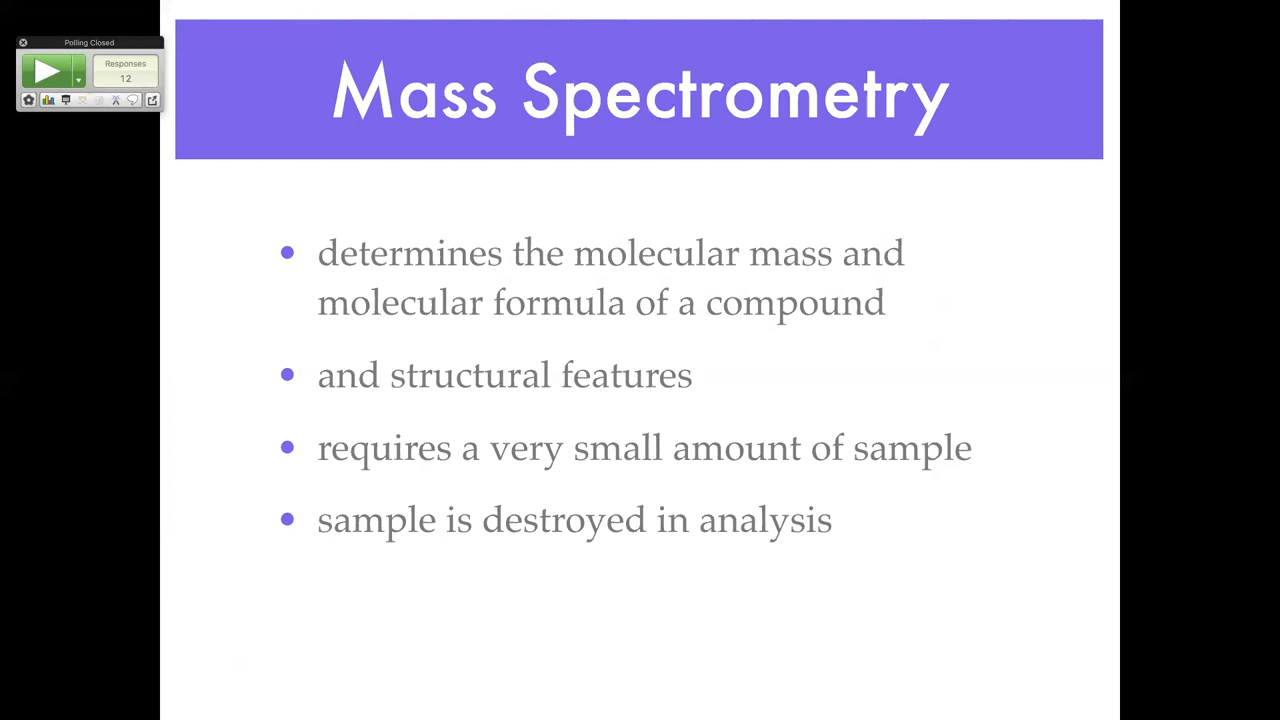 Polling Closed
Responses
12
Mass Spectrometry
• determines the molecular mass and
molecular formula of a compound
• and structural features
• requires a very small amount of sample
• sample is destroyed in analysis